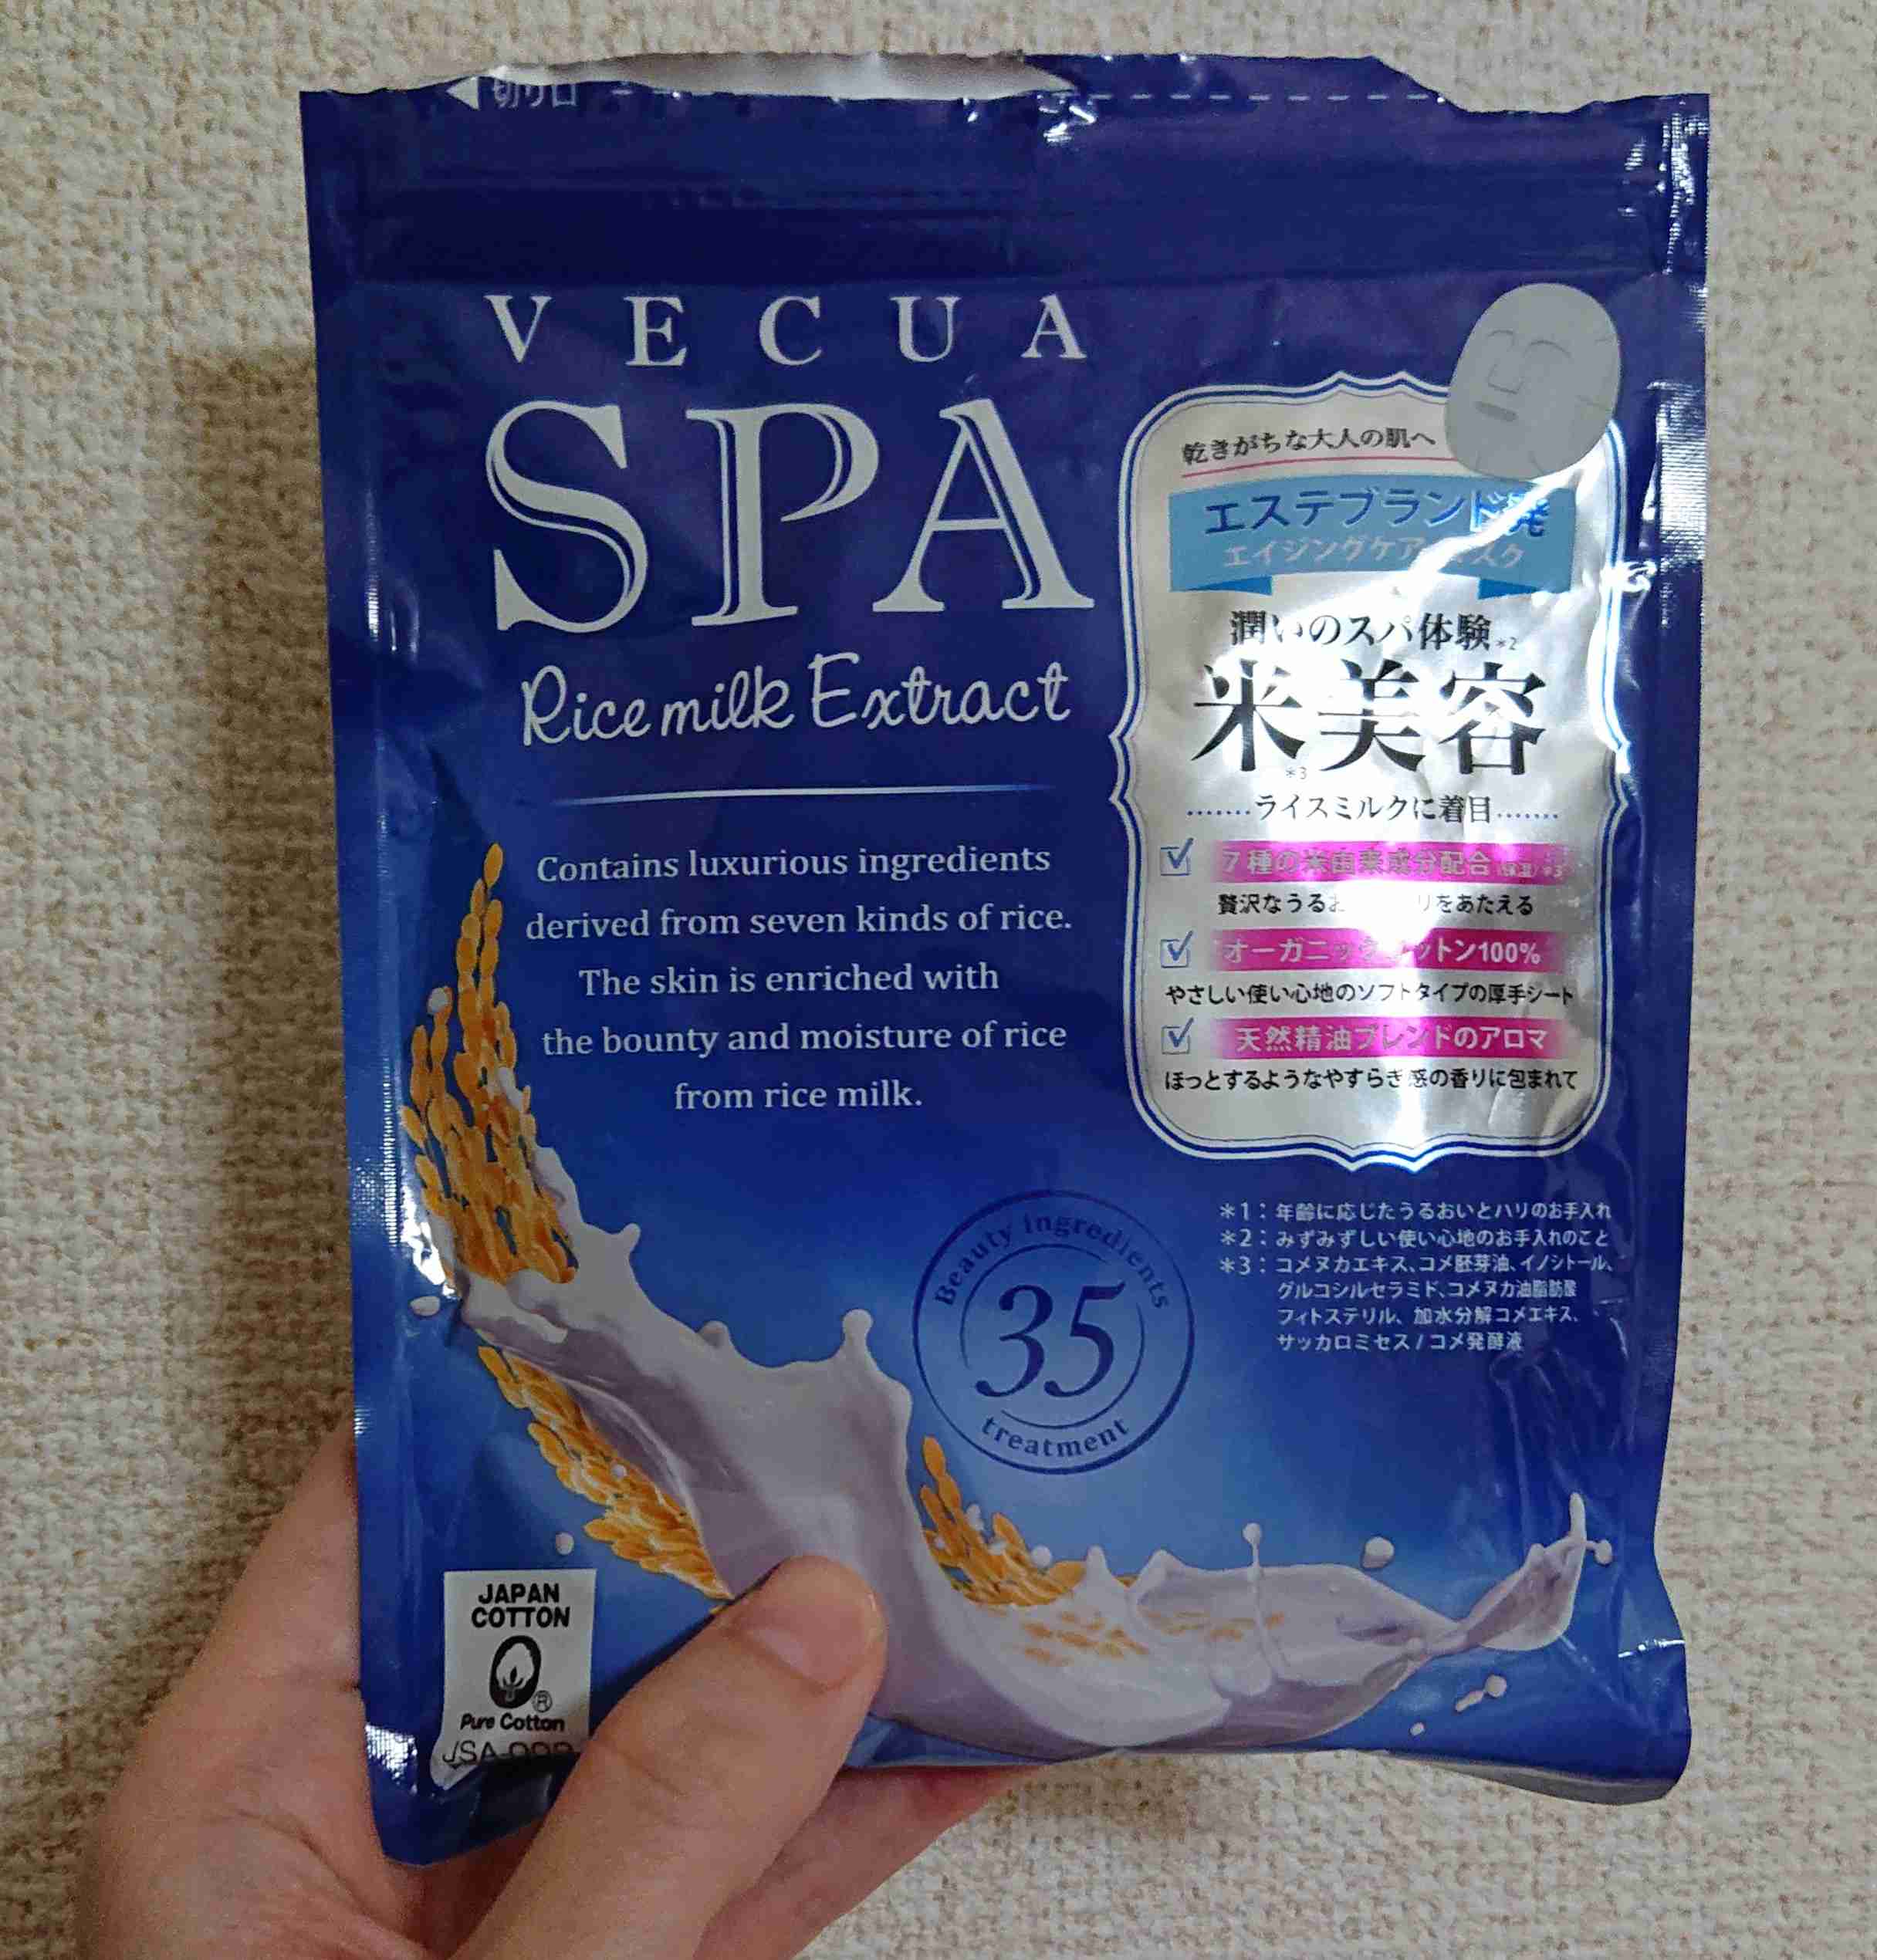 切り口
VECUA
SPA
Rice milk Extract
Contains luxurious ingredients
derived from seven kinds of rice.
The skin is enriched with
the bounty and moisture of rice
from rice milk.
乾きがちな大人の肌へ
エステブランド発
エイジングケア
潤いのスパ体験*2
米美容
*3
ライスミルクに着目
7種の米由来成分配合(保湿)*3
贅沢なうるお をあたえる
オーガニック ットン100%
やさしい使い心地のソフトタイプの厚手シート
天然精油ブレンドのアロマ
ほっとするようなやすらぎ感の香りに包まれて
*1:年齢に応じたうるおいとハリのお手入れ
*2:みずみずしい使い心地のお手入れのこと
*3:コメヌカエキス、コメ胚芽油、イノシトール、
グルコシルセラミド、コメヌカ油脂肪酸
フィトステリル、加水分解コメエキス、
サッカロミセス/コメ発酵液
Beauty ingredients
35
treatment
JAPAN
COTTON
®
Pure Cotton